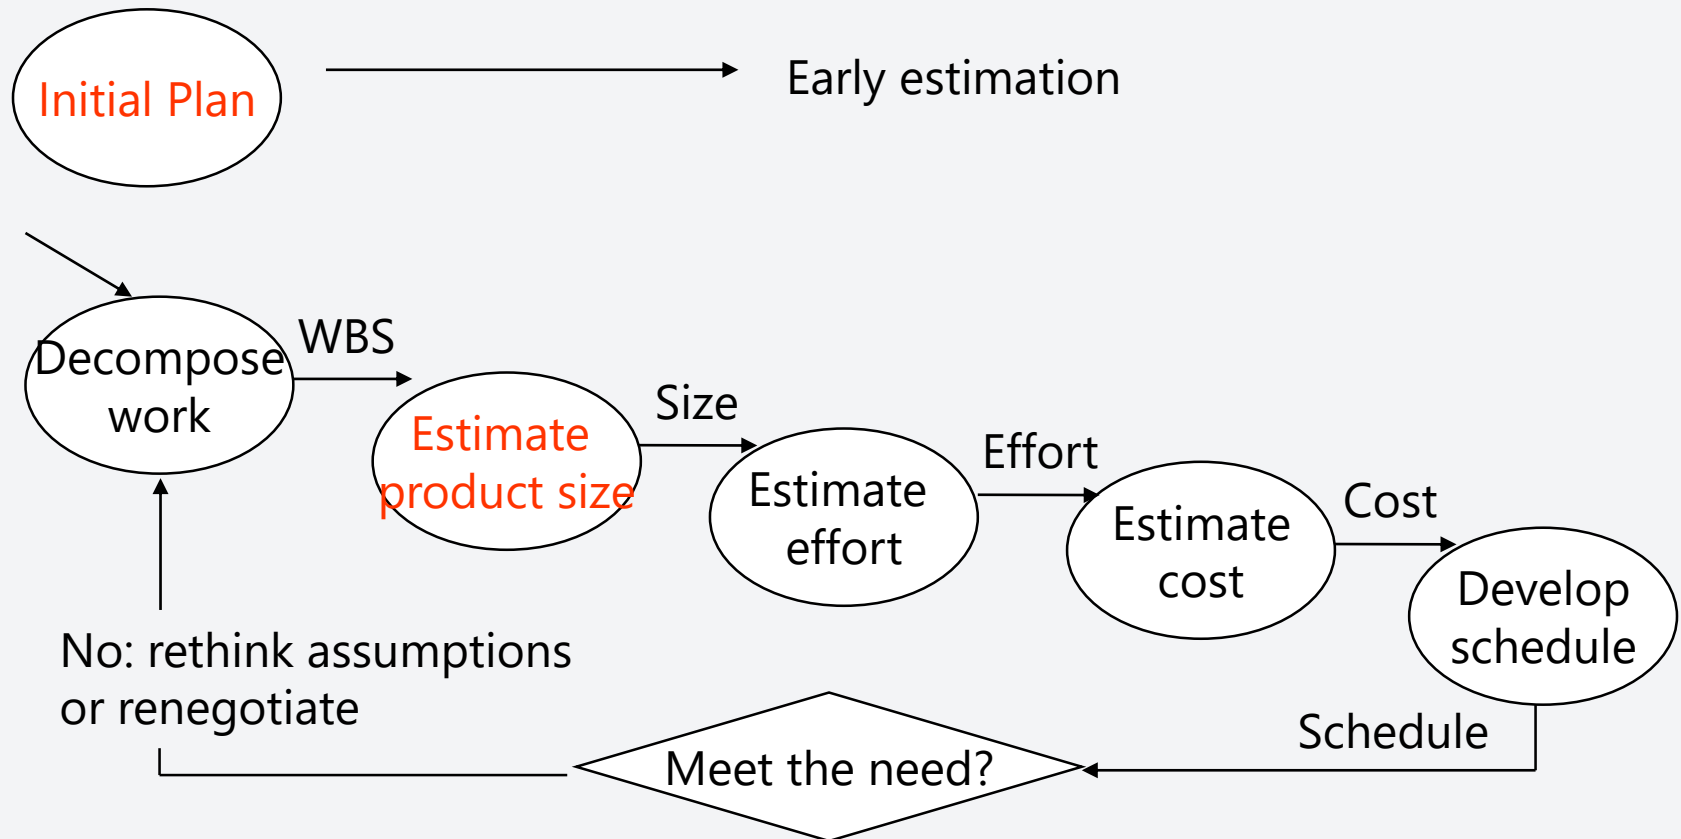 Initial Plan
Early estimation
Decompose
work
WBS
Estimate
product size
Size
Estimate
effort
Effort
Estimate
cost
Cost
Develop
schedule
Schedule
Meet the need?
No: rethink assumptions
or renegotiate